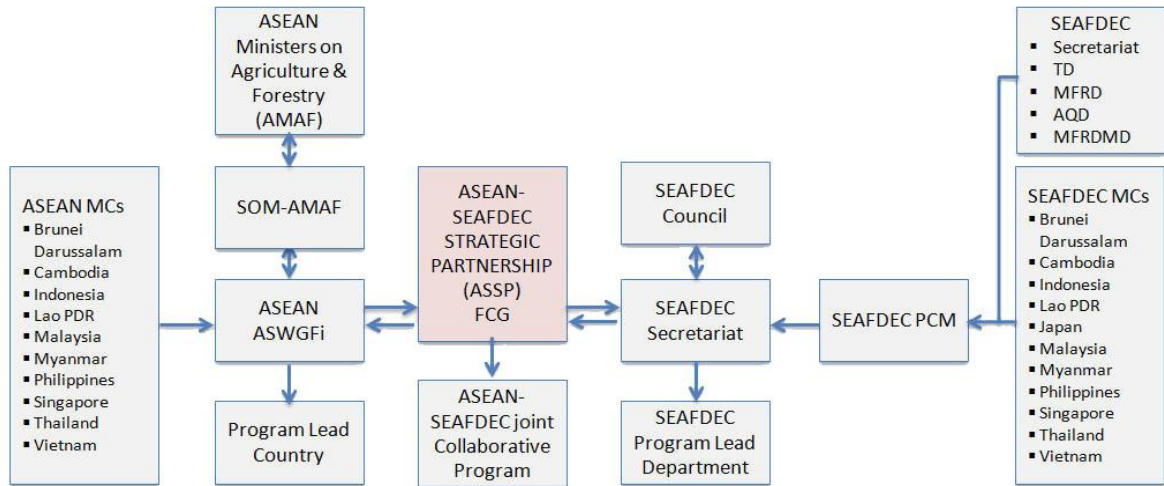 ASEAN
Ministers on
Agriculture &
Forestry
(AMAF)
SEAFDEC
▪ Secretariat
▪ TD
▪ MFRD
▪ AQD
▪ MFRDMD
ASEAN MCs
▪ Brunei
Darussalam
▪ Cambodia
▪ Indonesia
▪ Lao PDR
▪ Malaysia
▪ Myanmar
▪ Philippines
▪ Singapore
▪ Thailand
▪ Vietnam
SOM-AMAF
ASEAN
ASWGFi
Program Lead
Country
ASEAN-
SEAFDEC
STRATEGIC
PARTNERSHIP
(ASSP)
FCG
ASEAN-
SEAFDEC joint
Collaborative
Program
SEAFDEC
Council
SEAFDEC
Secretariat
SEAFDEC
Program Lead
Department
SEAFDEC PCM
SEAFDEC MCs
▪ Brunei
Darussalam
▪ Cambodia
▪ Indonesia
▪ Lao PDR
▪ Japan
▪ Malaysia
▪ Myanmar
▪ Philippines
▪ Singapore
▪ Thailand
▪ Vietnam